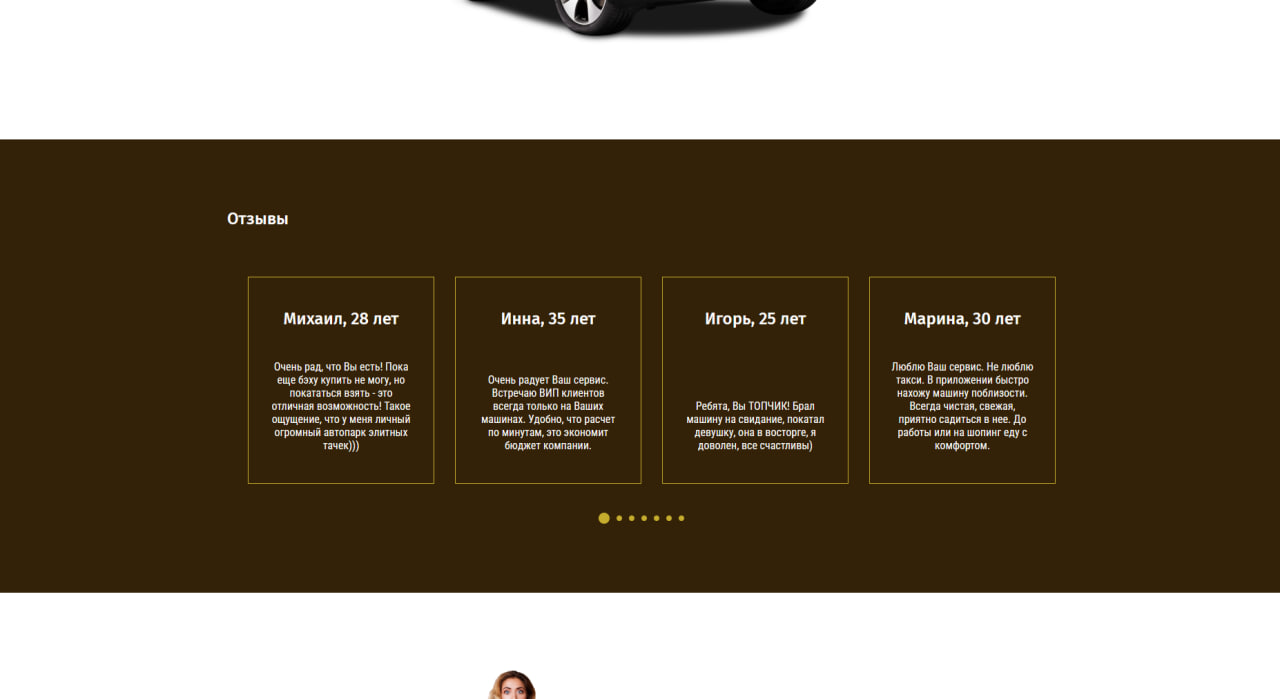 Отзывы
Михаил, 28 лет
Очень рад, что Вы есть! Пока
еще бэху купить не могу, но
покататься взять - это
отличная возможность! Такое
ощущение, что у меня личный
огромный автопарк элитных
тачек)))
Инна, 35 лет
Очень радует Ваш сервис.
Встречаю ВИП клиентов
всегда только на Ваших
машинах. Удобно, что расчет
по минутам, это экономит
бюджет компании.
Игорь, 25 лет
Ребята, Вы ТОПЧИК! Брал
машину на свидание, покатал
девушку, она в восторге, я
доволен, все счастливы)
Марина, 30 лет
Люблю Ваш сервис. Не люблю
такси. В приложении быстро
нахожу машину поблизости.
Всегда чистая, свежая,
приятно садиться в нее. До
работы или на шопинг еду с
комфортом.